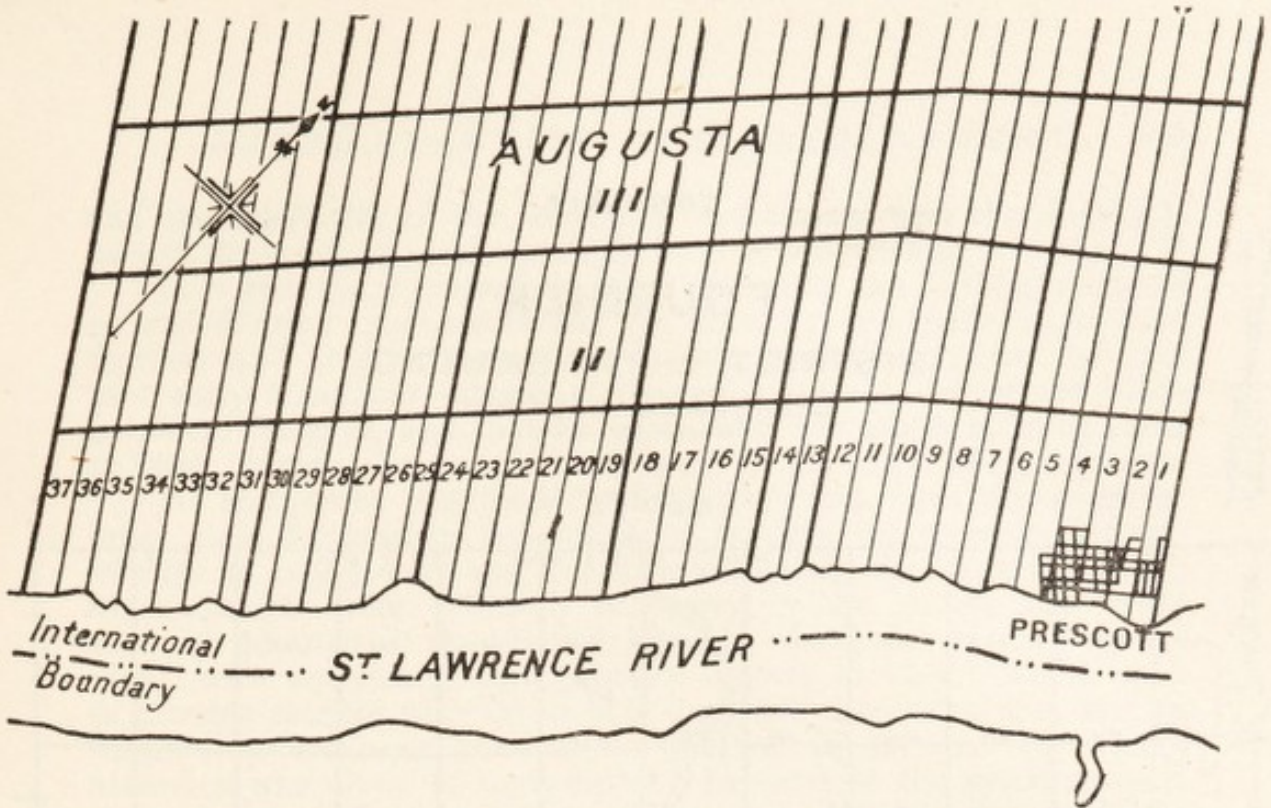 AUGUSTA
III
II
37 36 35 34 33 32 31 30 29 28 27 26 25 24 23 22 21 20 19 18 17 16 15 14 13 12 11 10 9 8 7 6 5 4 3 2 1
I
PRESCOTT
International
Boundary
ST. LAWRENCE RIVER